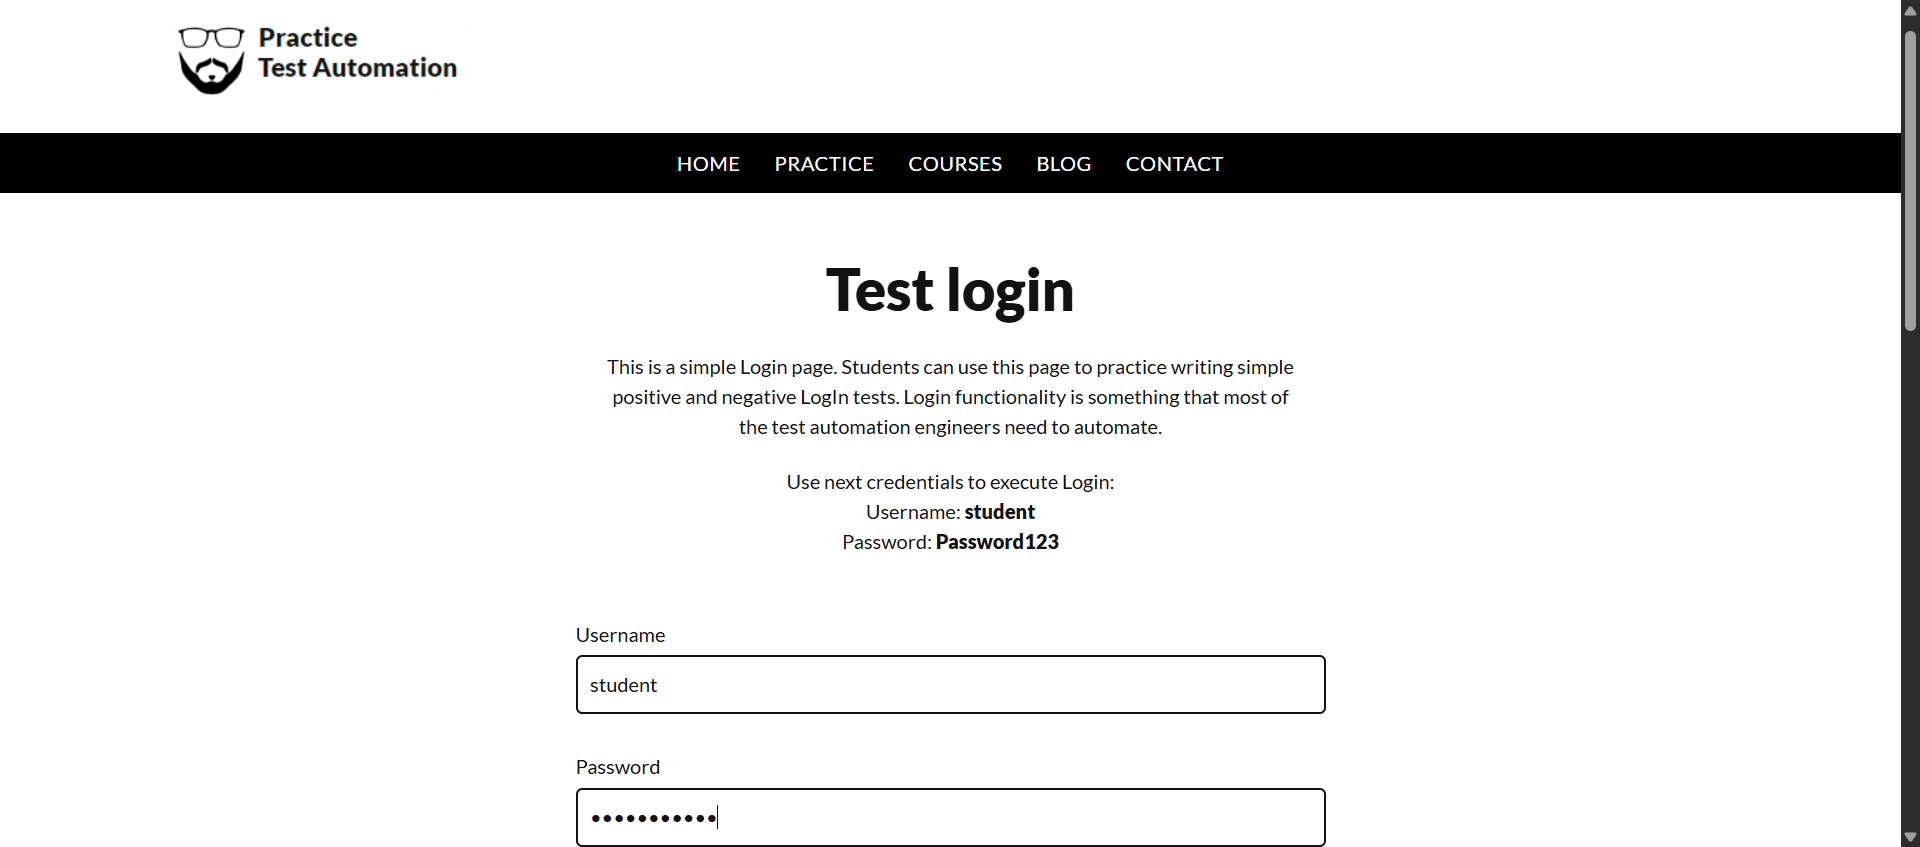 Practice
Test Automation
HOME PRACTICE COURSES BLOG CONTACT
Test login
This is a simple Login page. Students can use this page to practice writing simple
positive and negative LogIn tests. Login functionality is something that most of
the test automation engineers need to automate.
Use next credentials to execute Login:
Username: student
Password: Password123
Username
student
Password
•••••••••••